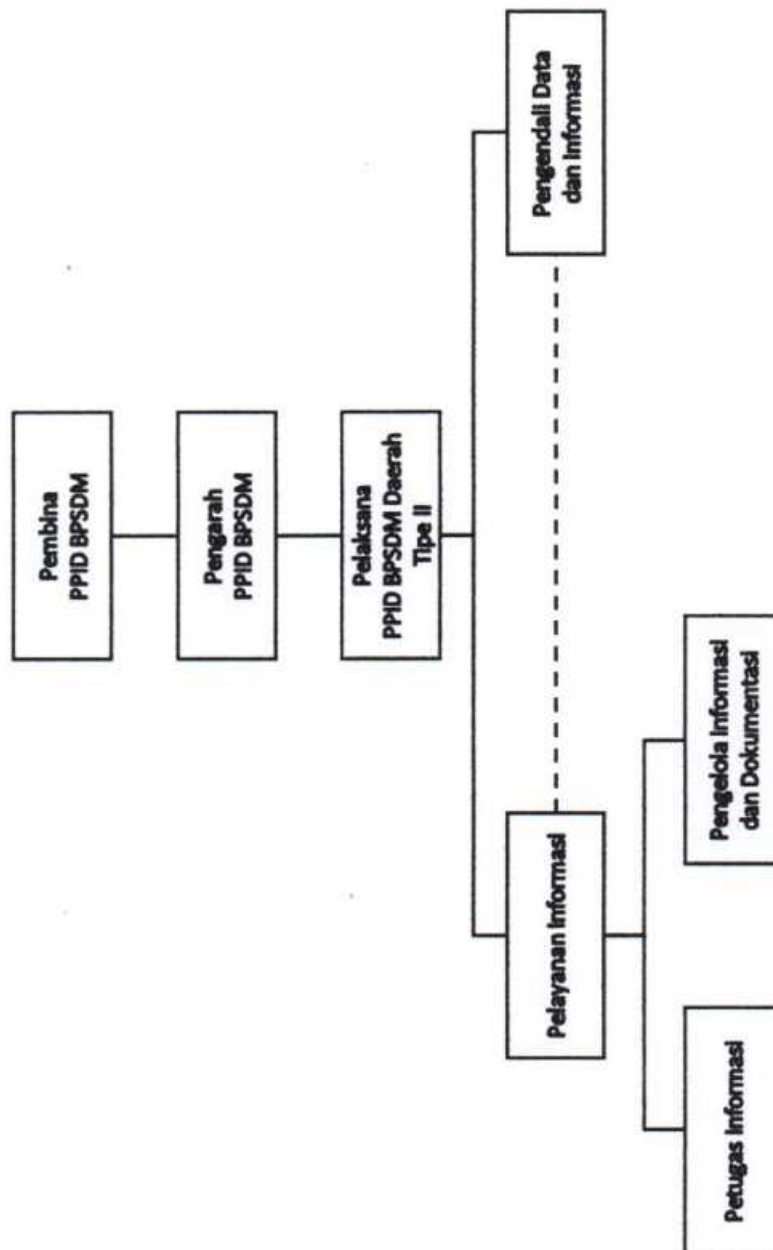 Pembina
PPID BPSDM
Pengarah
PPID BPSDM
Pelaksana
PPID BPSDM Daerah
Tipe II
Pelayanan Informasi
Pengendali Data
dan Informasi
Petugas Informasi
Pengelola Informasi
dan Dokumentasi